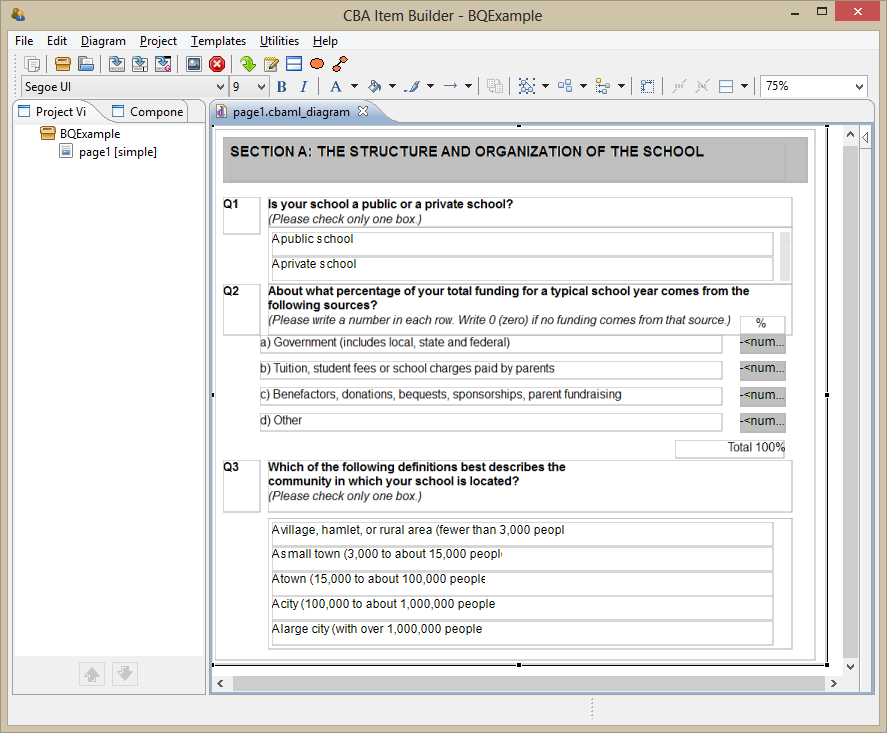 CBA Item Builder - BQExample
File Edit Diagram Project Templates Utilities Help
Segoe UI 9 B I A 75%
Project Vi Compone page1.cbaml_diagram
BQExample
page1 [simple]
SECTION A: THE STRUCTURE AND ORGANIZATION OF THE SCHOOL
Q1 Is your school a public or a private school?
(Please check only one box.)
A public school
A private school
Q2 About what percentage of your total funding for a typical school year comes from the
following sources?
(Please write a number in each row. Write 0 (zero) if no funding comes from that source.)
%
a) Government (includes local, state and federal) -<num...
b) Tuition, student fees or school charges paid by parents -<num...
c) Benefactors, donations, bequests, sponsorships, parent fundraising -<num...
d) Other -<num...
Total 100%
Q3 Which of the following definitions best describes the
community in which your school is located?
(Please check only one box.)
A village, hamlet, or rural area (fewer than 3,000 peopl
A small town (3,000 to about 15,000 peopl
A town (15,000 to about 100,000 people
A city (100,000 to about 1,000,000 people
A large city (with over 1,000,000 people